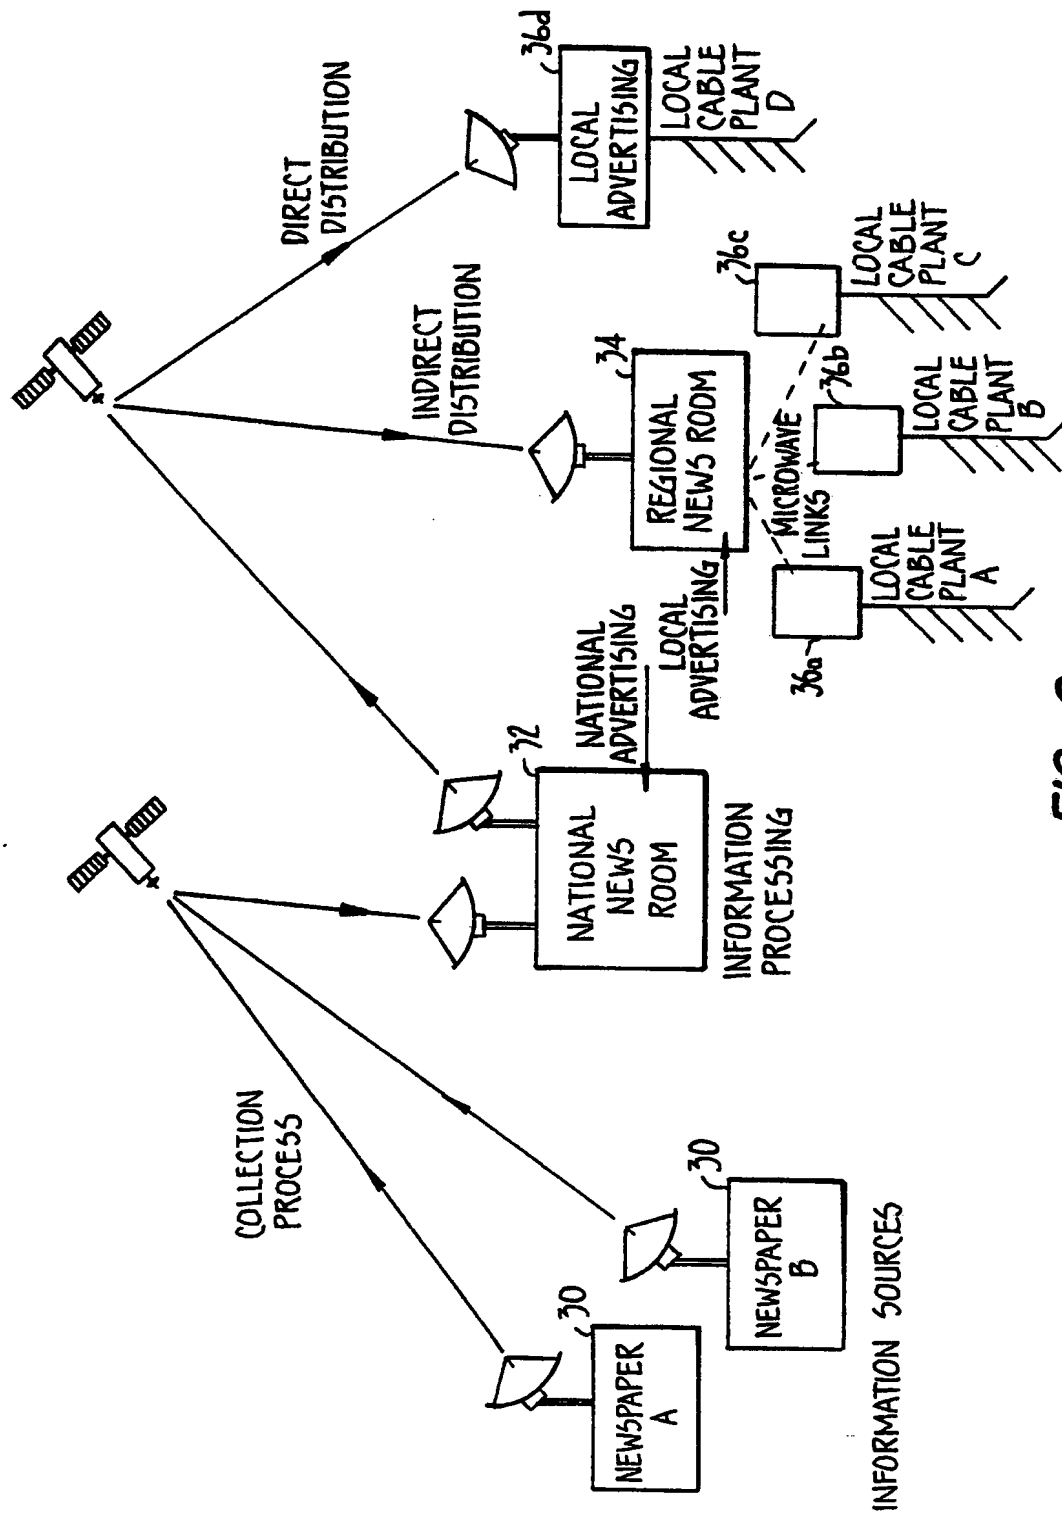 COLLECTION
PROCESS
NEWSPAPER
A
30
NEWSPAPER
B
30
INFORMATION SOURCES
NATIONAL
NEWS
ROOM
32
INFORMATION
PROCESSING
NATIONAL
ADVERTISING
LOCAL
ADVERTISING
INDIRECT
DISTRIBUTION
DIRECT
DISTRIBUTION
REGIONAL
NEWS ROOM
34
MICROWAVE
LINKS
36a
LOCAL
CABLE
PLANT
A
36b
LOCAL
CABLE
PLANT
B
36c
LOCAL
CABLE
PLANT
C
LOCAL
ADVERTISING
36d
LOCAL
CABLE
PLANT
D